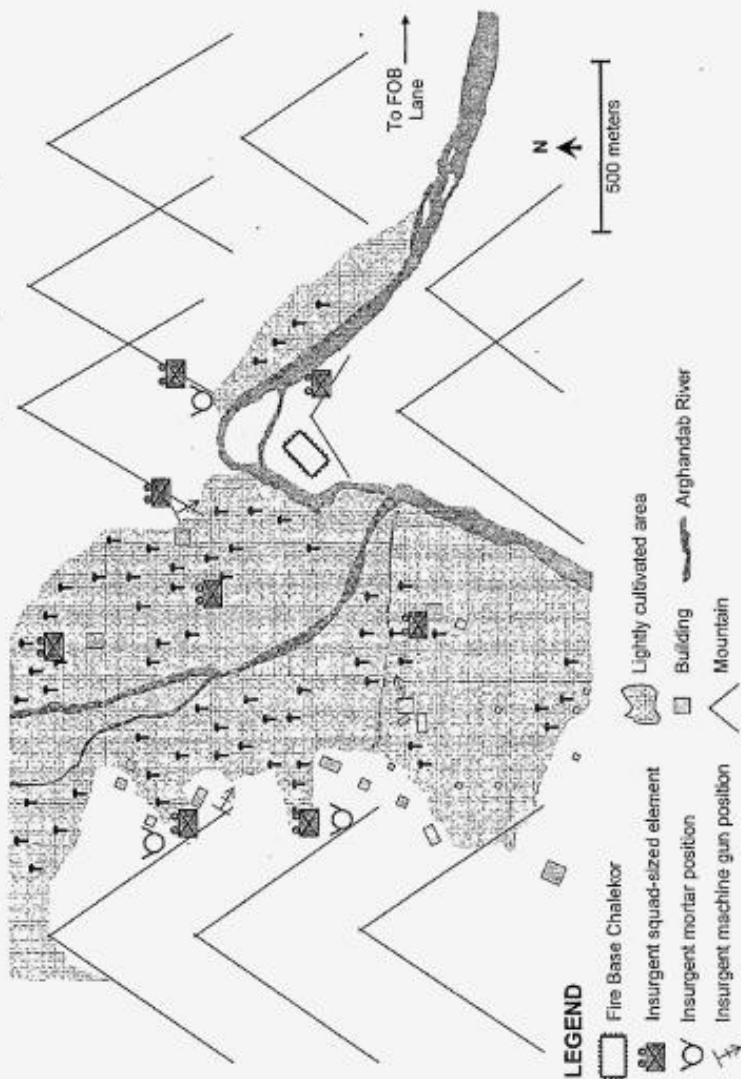 To FOB
Lane
N
500 meters
LEGEND
Fire Base Chalekor
Insurgent squad-sized element
Insurgent mortar position
Insurgent machine gun position
Lightly cultivated area
Building
Arghandab River
Mountain